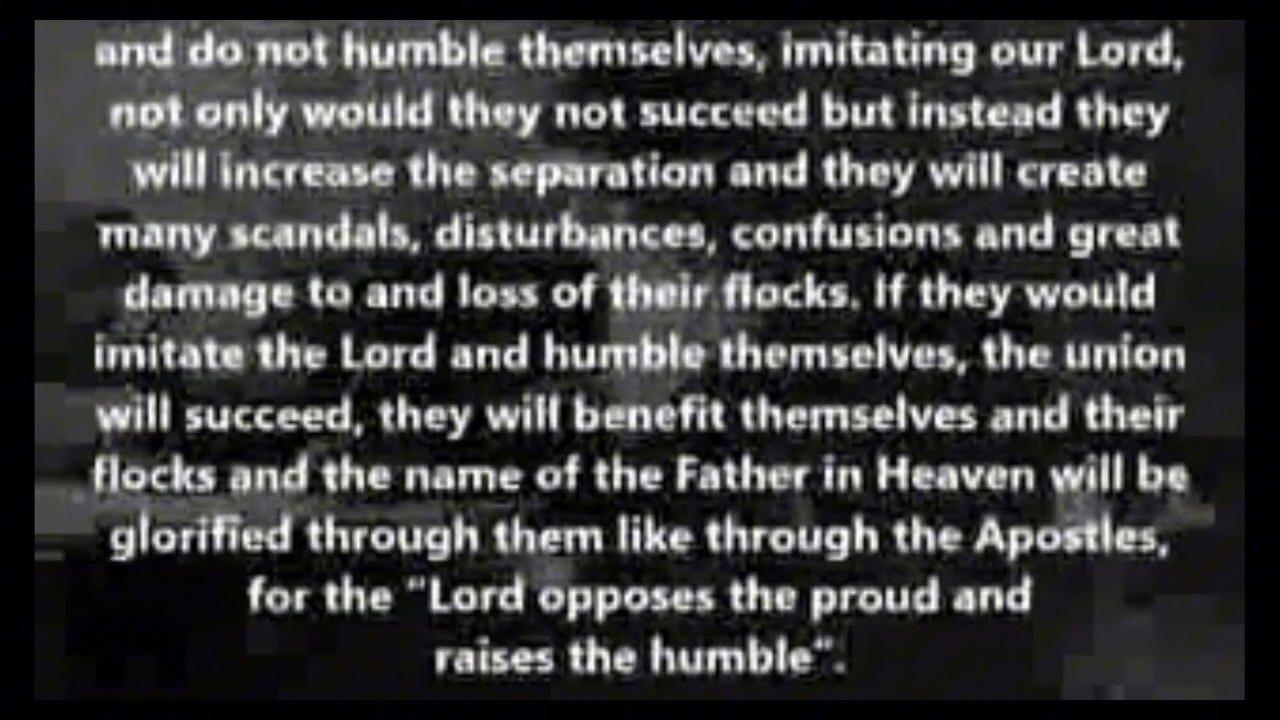 and do not humble themselves, imitating our Lord,
not only would they not succeed but instead they
will increase the separation and they will create
many scandals, disturbances, confusions and great
damage to and loss of their flocks. If they would
imitate the Lord and humble themselves, the union
will succeed, they will benefit themselves and their
flocks and the name of the Father in Heaven will be
glorified through them like through the Apostles,
for the “Lord opposes the proud and
raises the humble”.